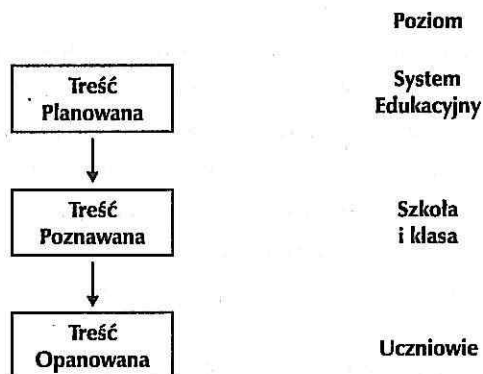 Poziom
Treść
Planowana
System
Edukacyjny
Treść
Poznawana
Szkoła
i klasa
Treść
Opanowana
Uczniowie